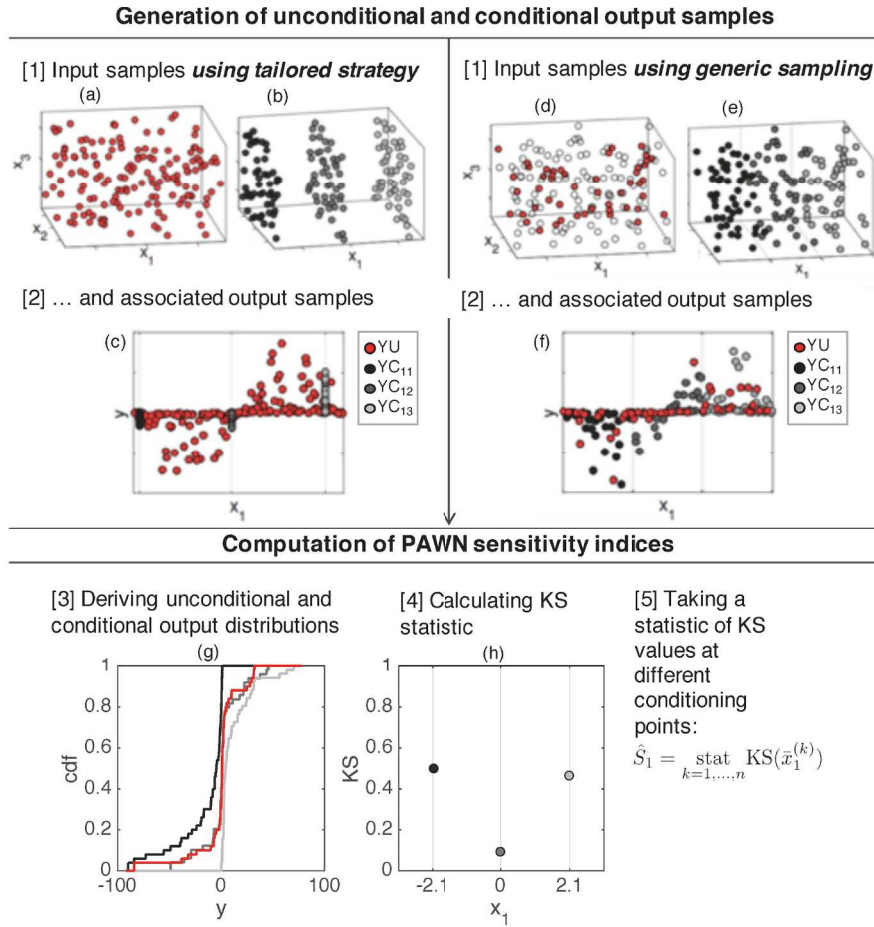 Generation of unconditional and conditional output samples
[1] Input samples using tailored strategy
(a)
(b)
x3
x2
x1
x1
[1] Input samples using generic sampling
(d)
(e)
x3
x2
x1
x1
[2] … and associated output samples
(c)
y
x1
YU
YC11
YC12
YC13
[2] … and associated output samples
(f)
y
x1
YU
YC11
YC12
YC13
Computation of PAWN sensitivity indices
[3] Deriving unconditional and
conditional output distributions
(g)
1
0.8
0.6
0.4
0.2
0
cdf
-100
0
100
y
[4] Calculating KS
statistic
(h)
1
0.8
0.6
0.4
0.2
0
KS
-2.1
0
2.1
x1
[5] Taking a
statistic of KS
values at
different
conditioning
points:
Ŝ1 = stat KS(x̄1(k))
k=1,...,n